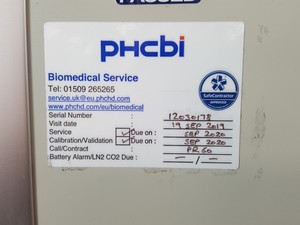 PASSED
PHCbi
Biomedical Service
Tel: 01509 265265
service.uk@eu.phchd.com
www.phchd.com/eu/biomedical
SafeContractor
APPROVED
Serial Number 12030178
Visit date 19 SEP 2019
Service ✓ Due on : SEP 2020
Calibration/Validation ✓ Due on : SEP 2020
Call/Contract PR60
Battery Alarm/LN2 CO2 Due : —/—